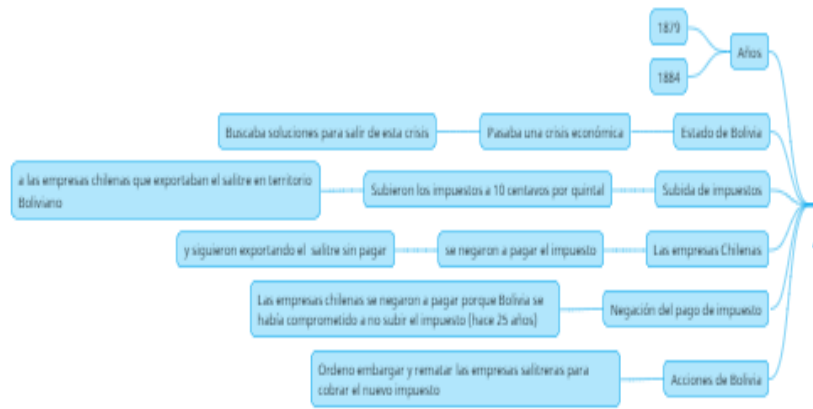 1879
1884
Años
Buscaba soluciones para salir de esta crisis
Pasaba una crisis económica
Estado de Bolivia
a las empresas chilenas que exportaban el salitre en territorio
Boliviano
Subieron los impuestos a 10 centavos por quintal
Subida de impuestos
y siguieron exportando el salitre sin pagar
se negaron a pagar el impuesto
Las empresas Chilenas
Las empresas chilenas se negaron a pagar porque Bolivia se
había comprometido a no subir el impuesto (hace 25 años)
Negación del pago de impuesto
Ordeno embargar y rematar las empresas salitreras para
cobrar el nuevo impuesto
Acciones de Bolivia